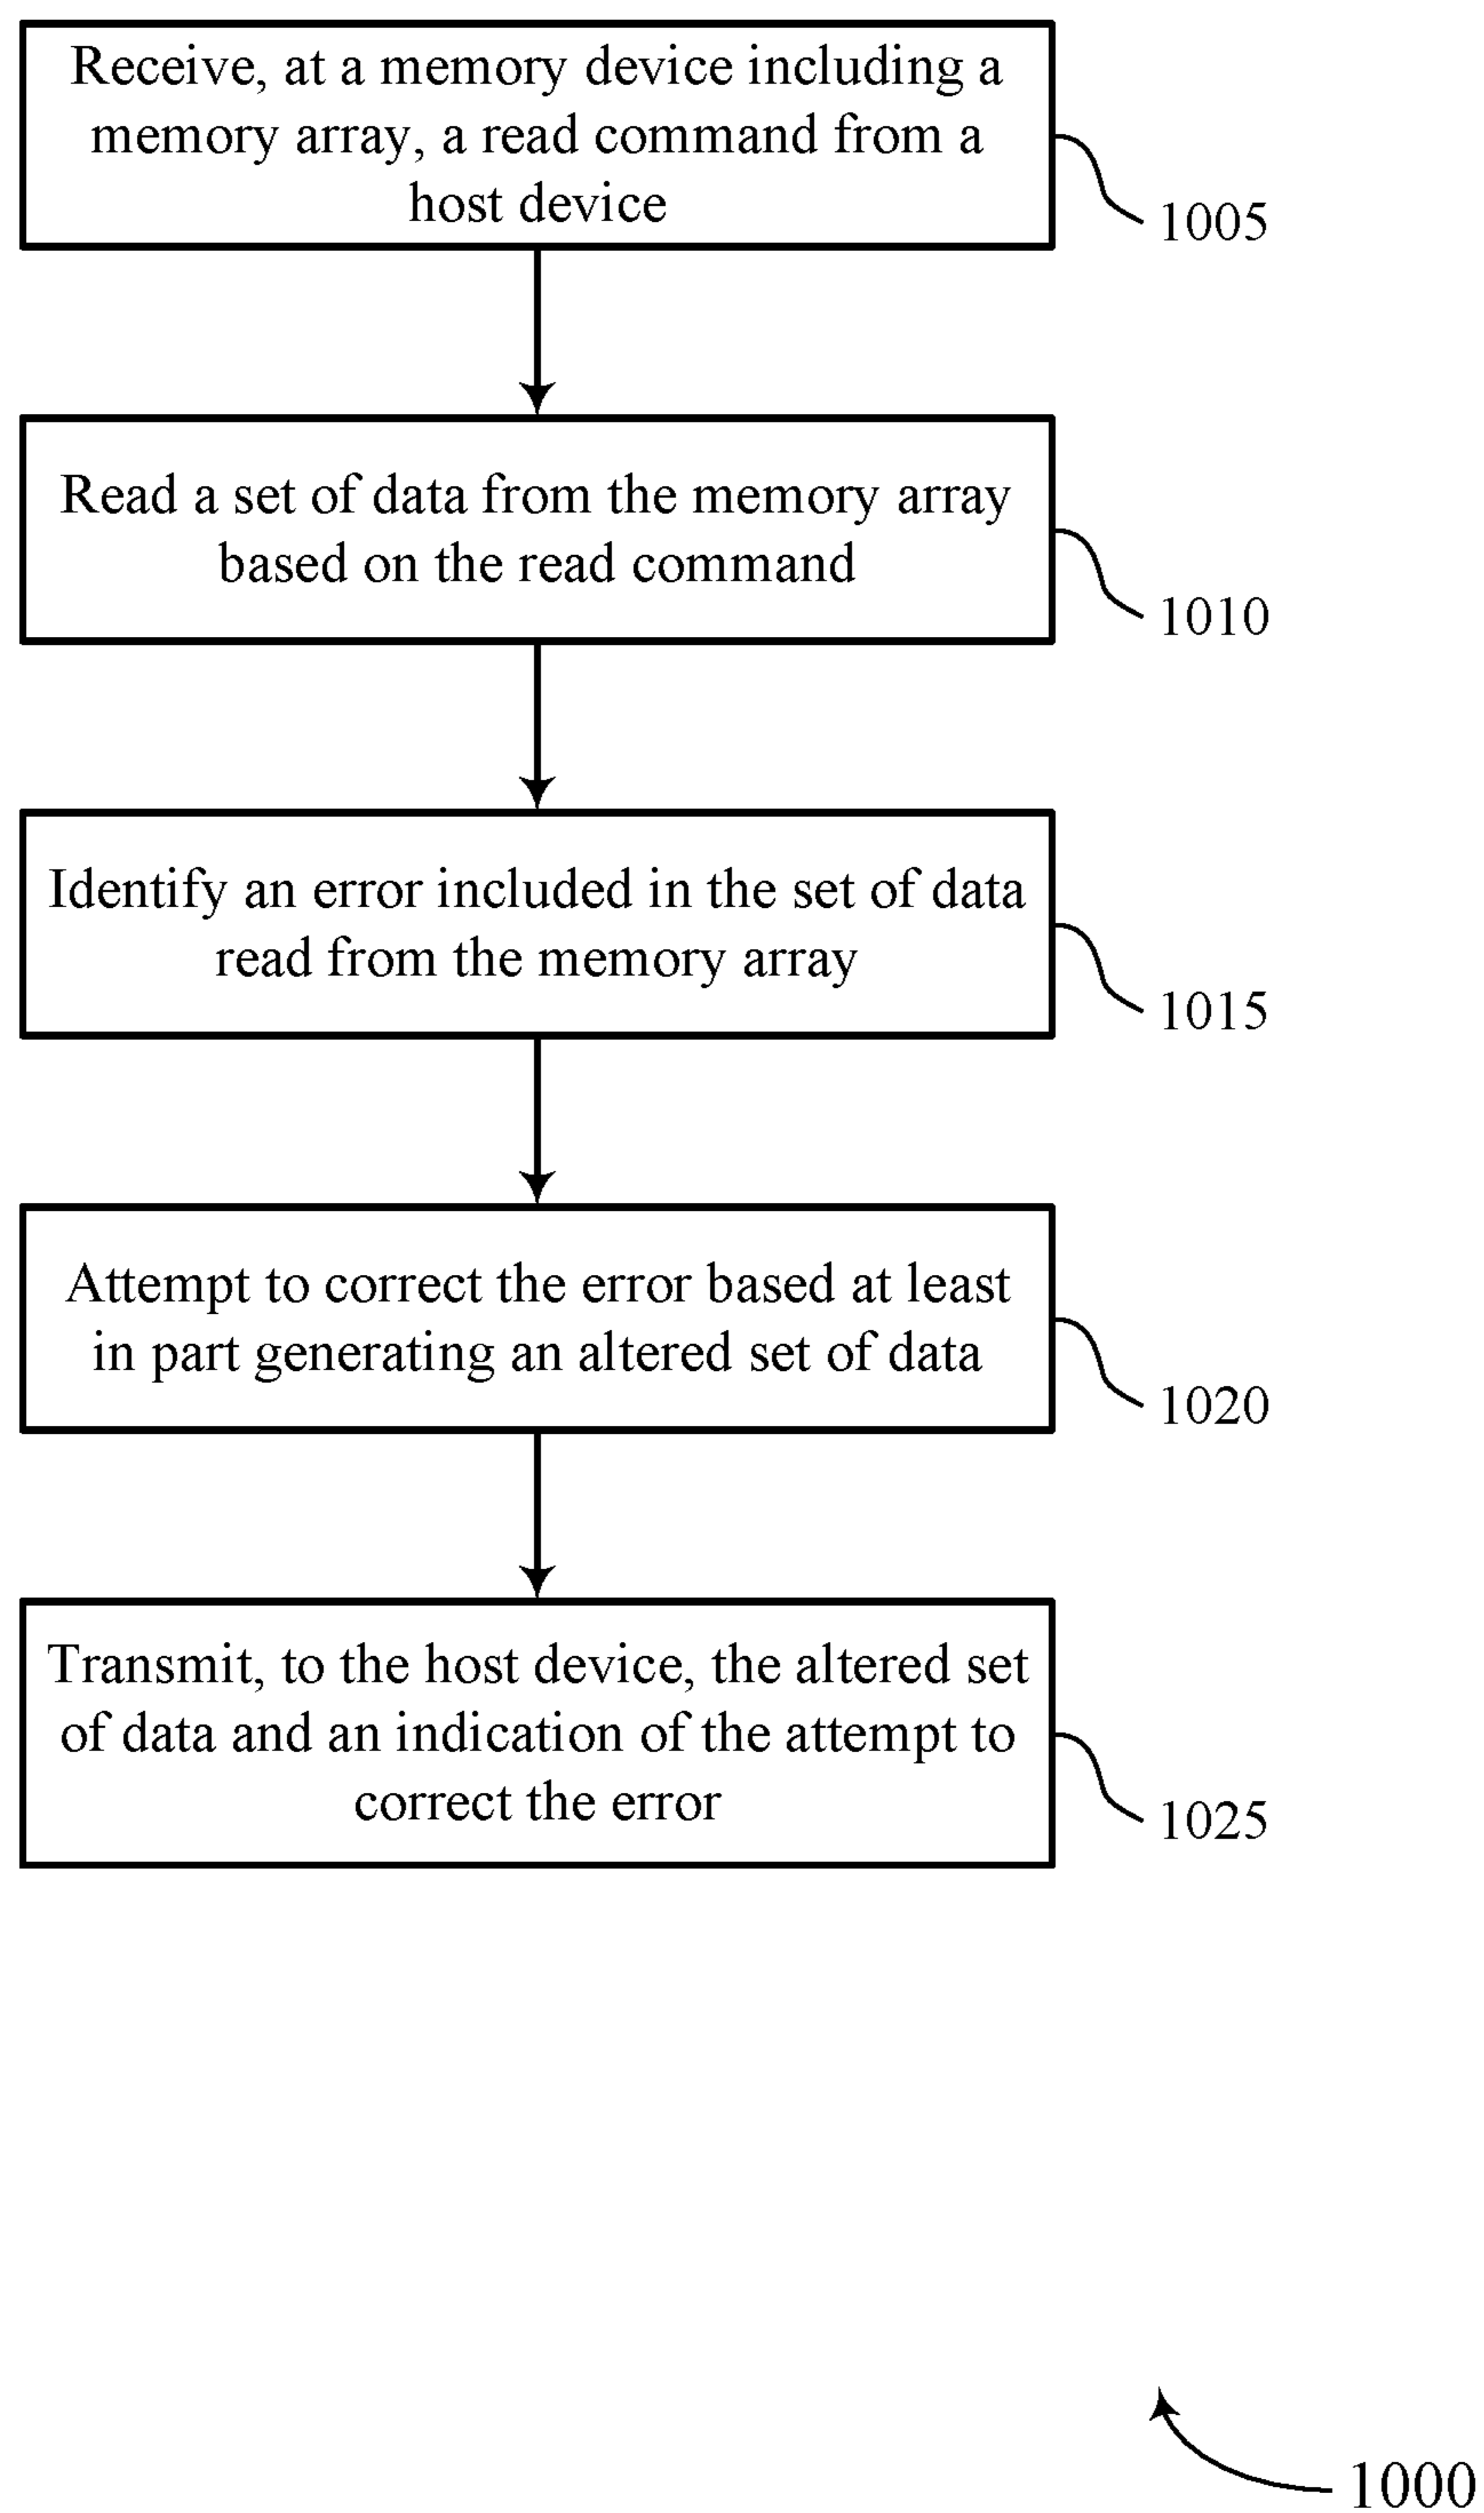 Receive, at a memory device including a
memory array, a read command from a
host device
1005
Read a set of data from the memory array
based on the read command
1010
Identify an error included in the set of data
read from the memory array
1015
Attempt to correct the error based at least
in part generating an altered set of data
1020
Transmit, to the host device, the altered set
of data and an indication of the attempt to
correct the error
1025
1000